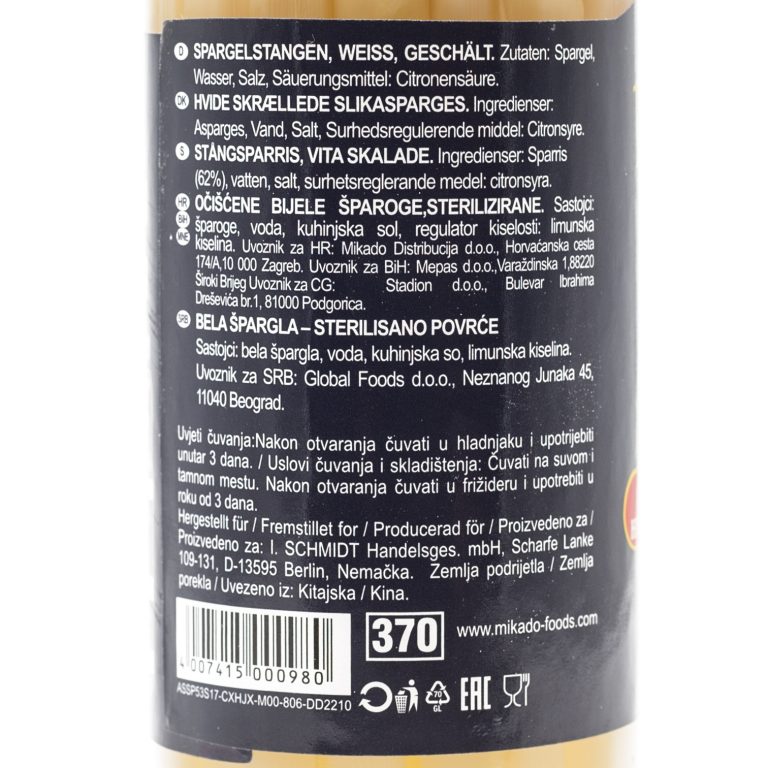 D SPARGELSTANGEN, WEISS, GESCHÄLT. Zutaten: Spargel,
Wasser, Salz, Säuerungsmittel: Citronensäure.
DK HVIDE SKRÆLLEDE SLIKASPARGES. Ingredienser:
Asparges, Vand, Salt, Surhedsregulerende middel: Citronsyre.
S STÅNGSPARRIS, VITA SKALADE. Ingredienser: Sparris
(62%), vatten, salt, surhetsreglerande medel: citronsyra.
HR OČIŠĆENE BIJELE ŠPAROGE,STERILIZIRANE. Sastojci:
BIH šparoge, voda, kuhinjska sol, regulator kiselosti: limunska
MNE kiselina. Uvoznik za HR: Mikado Distribucija d.o.o., Horvaćanska cesta
174/A,10 000 Zagreb. Uvoznik za BiH: Mepas d.o.o.,Varaždinska 1,88220
Široki Brijeg Uvoznik za CG: Stadion d.o.o., Bulevar Ibrahima
Dreševića br.1, 81000 Podgorica.
SRB BELA ŠPARGLA – STERILISANO POVRĆE
Sastojci: bela špargla, voda, kuhinjska so, limunska kiselina.
Uvoznik za SRB: Global Foods d.o.o., Neznanog Junaka 45,
11040 Beograd.
Uvjeti čuvanja:Nakon otvaranja čuvati u hladnjaku i upotrijebiti
unutar 3 dana. / Uslovi čuvanja i skladištenja: Čuvati na suvom i
tamnom mestu. Nakon otvaranja čuvati u frižideru i upotrebiti u
roku od 3 dana.
Hergestellt für / Fremstillet for / Producerad för / Proizvedeno za /
Proizvedeno za: I. SCHMIDT Handelsges. mbH, Scharfe Lanke
109-131, D-13595 Berlin, Nemačka. Zemlja podrijetla / Zemlja
porekla / Uvezeno iz: Kitajska / Kina.
370
www.mikado-foods.com
4 007415 000980
ASSP53S17-CXHJX-M00-806-DD2210
70
GL
EAC